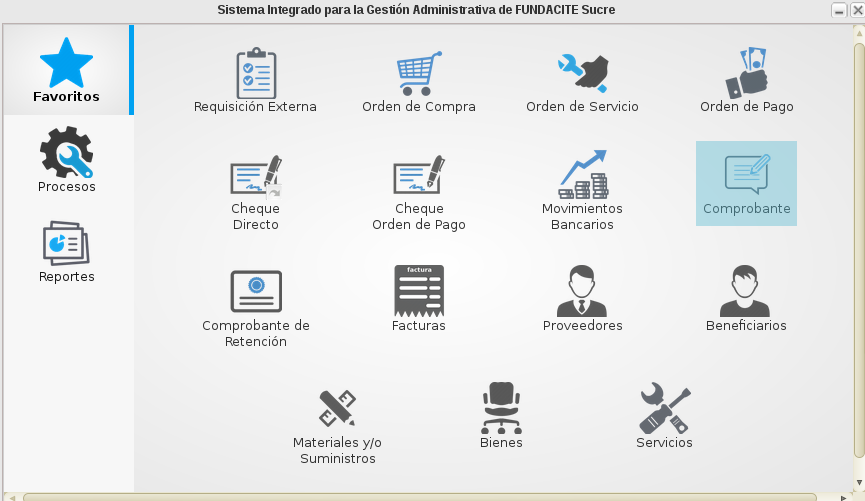 Sistema Integrado para la Gestión Administrativa de FUNDACITE Sucre
Favoritos
Procesos
Reportes
Requisición Externa
Orden de Compra
Orden de Servicio
Orden de Pago
Cheque
Directo
Cheque
Orden de Pago
Movimientos
Bancarios
Comprobante
Comprobante de
Retención
factura
Facturas
Proveedores
Beneficiarios
Materiales y/o
Suministros
Bienes
Servicios